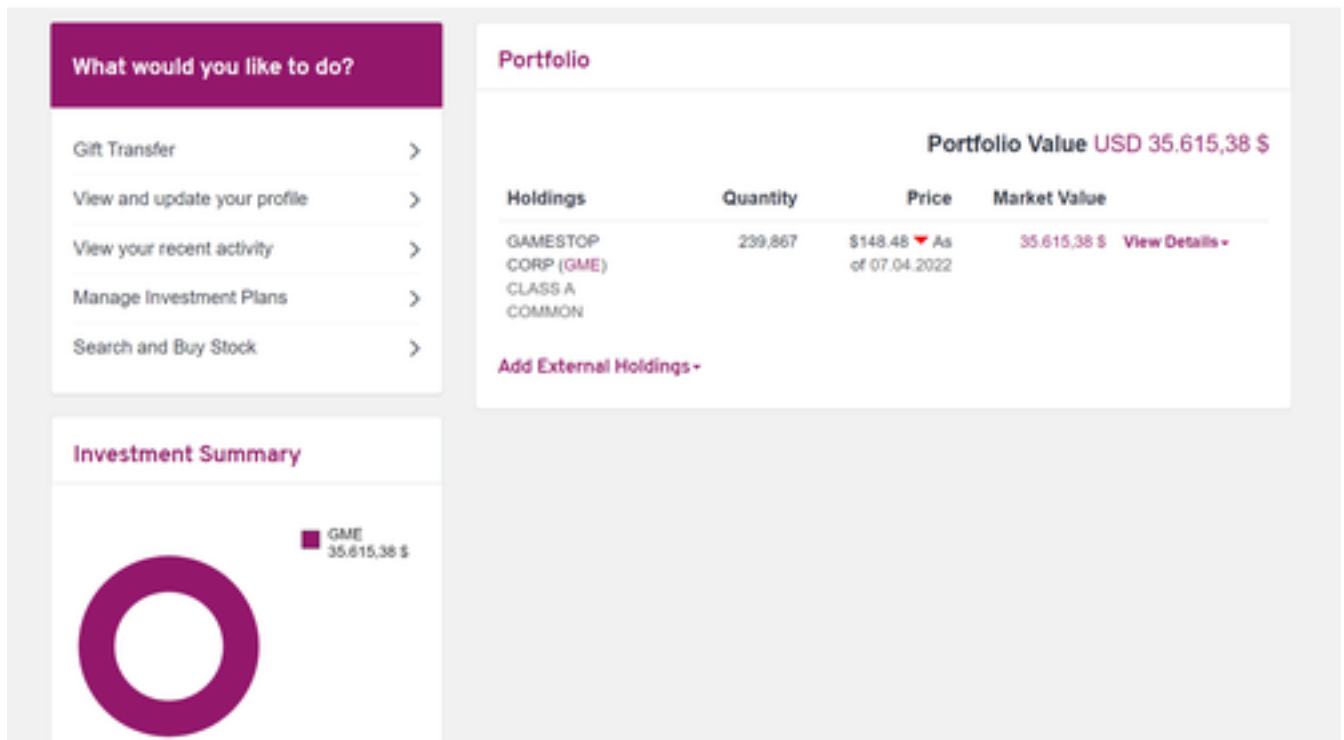 What would you like to do?
Gift Transfer
View and update your profile
View your recent activity
Manage Investment Plans
Search and Buy Stock
Portfolio
Portfolio Value USD 35.615,38 $
Holdings Quantity Price Market Value
GAMESTOP 239,867 $148.48 As 35.615,38 $ View Details
CORP (GME) of 07.04.2022
CLASS A
COMMON
Add External Holdings
Investment Summary
GME
35.615,38 $